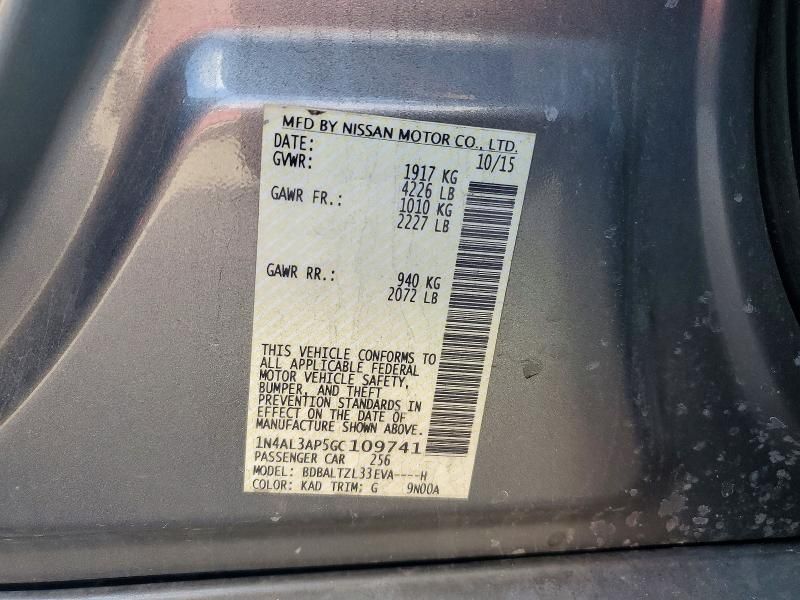 MFD BY NISSAN MOTOR CO., LTD.
DATE: 10/15
GVWR: 1917 KG
4226 LB
GAWR FR.: 1010 KG
2227 LB
GAWR RR.: 940 KG
2072 LB
THIS VEHICLE CONFORMS TO
ALL APPLICABLE FEDERAL
MOTOR VEHICLE SAFETY,
BUMPER, AND THEFT
PREVENTION STANDARDS IN
EFFECT ON THE DATE OF
MANUFACTURE SHOWN ABOVE.
1N4AL3AP5GC109741
PASSENGER CAR 256
MODEL: BDBALTZL33EVA----H
COLOR: KAD TRIM: G 9N00A